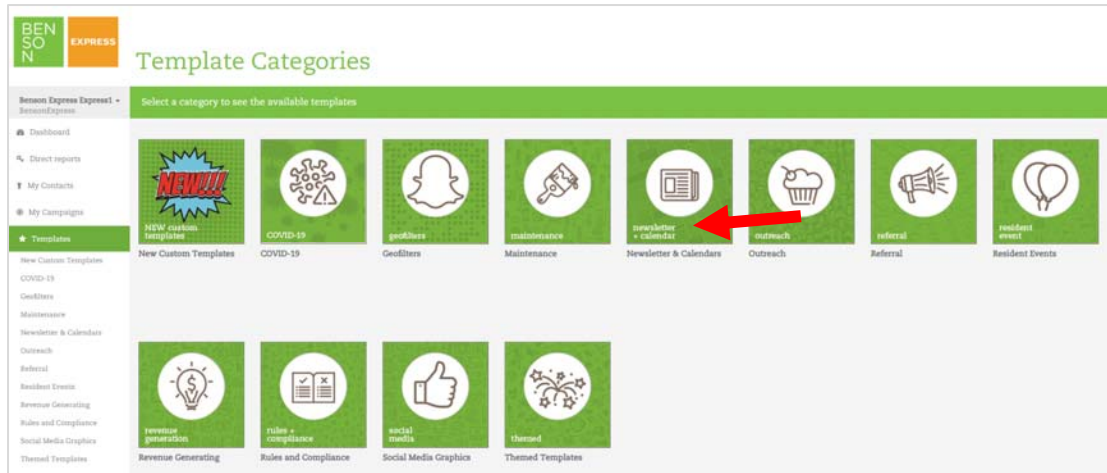 BEN
SO
N
EXPRESS
Template Categories
Benson Express Express1
BensonExpress
Select a category to see the available templates
Dashboard
Direct reports
My Contacts
My Campaigns
Templates
New Custom Templates
COVID-19
Geofilters
Maintenance
Newsletter & Calendars
Outreach
Referral
Resident Events
Revenue Generating
Rules and Compliance
Social Media Graphics
Themed Templates
NEW!!!
NEW custom
templates
New Custom Templates
COVID-19
COVID-19
geofilters
Geofilters
maintenance
Maintenance
newsletter
+ calendar
Newsletter & Calendars
outreach
Outreach
referral
Referral
resident
event
Resident Events
revenue
generation
Revenue Generating
rules +
compliance
Rules and Compliance
social
media
Social Media Graphics
themed
Themed Templates